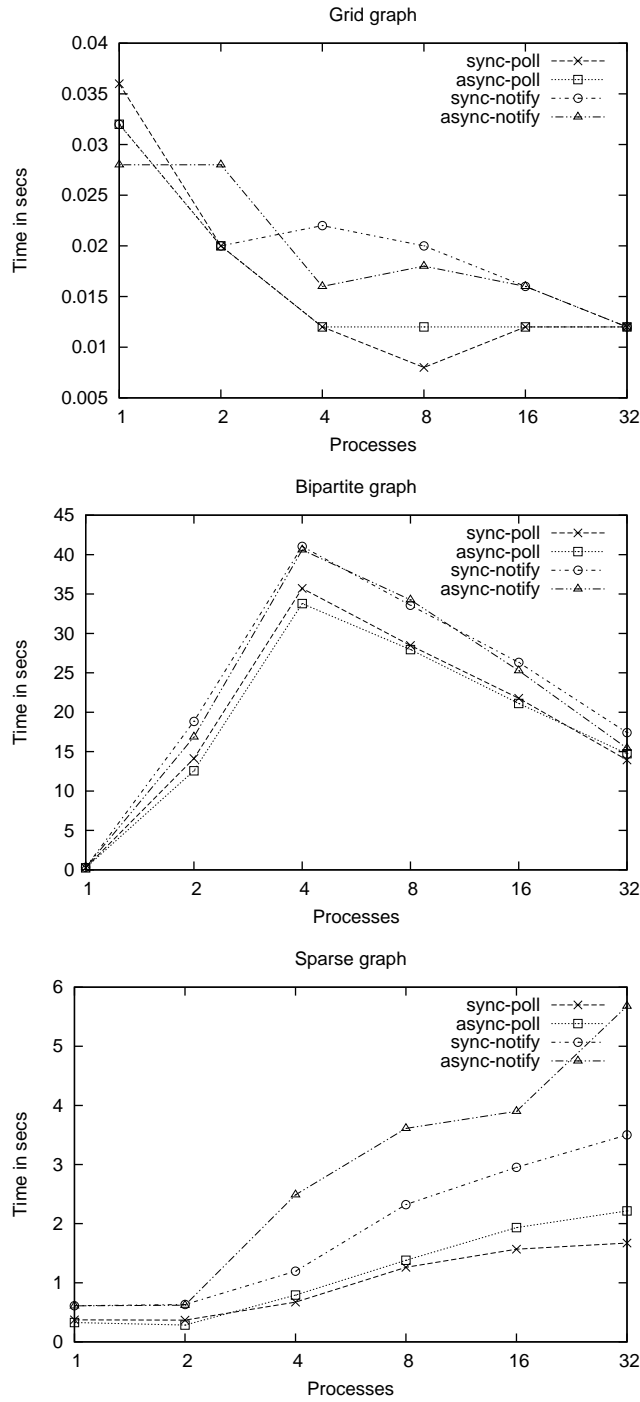 Grid graph
0.04
0.035
0.03
0.025
0.02
0.015
0.01
0.005
Time in secs
sync-poll
async-poll
sync-notify
async-notify
1 2 4 8 16 32
Processes
Bipartite graph
45
40
35
30
25
20
15
10
5
0
Time in secs
sync-poll
async-poll
sync-notify
async-notify
1 2 4 8 16 32
Processes
Sparse graph
6
5
4
3
2
1
0
Time in secs
sync-poll
async-poll
sync-notify
async-notify
1 2 4 8 16 32
Processes